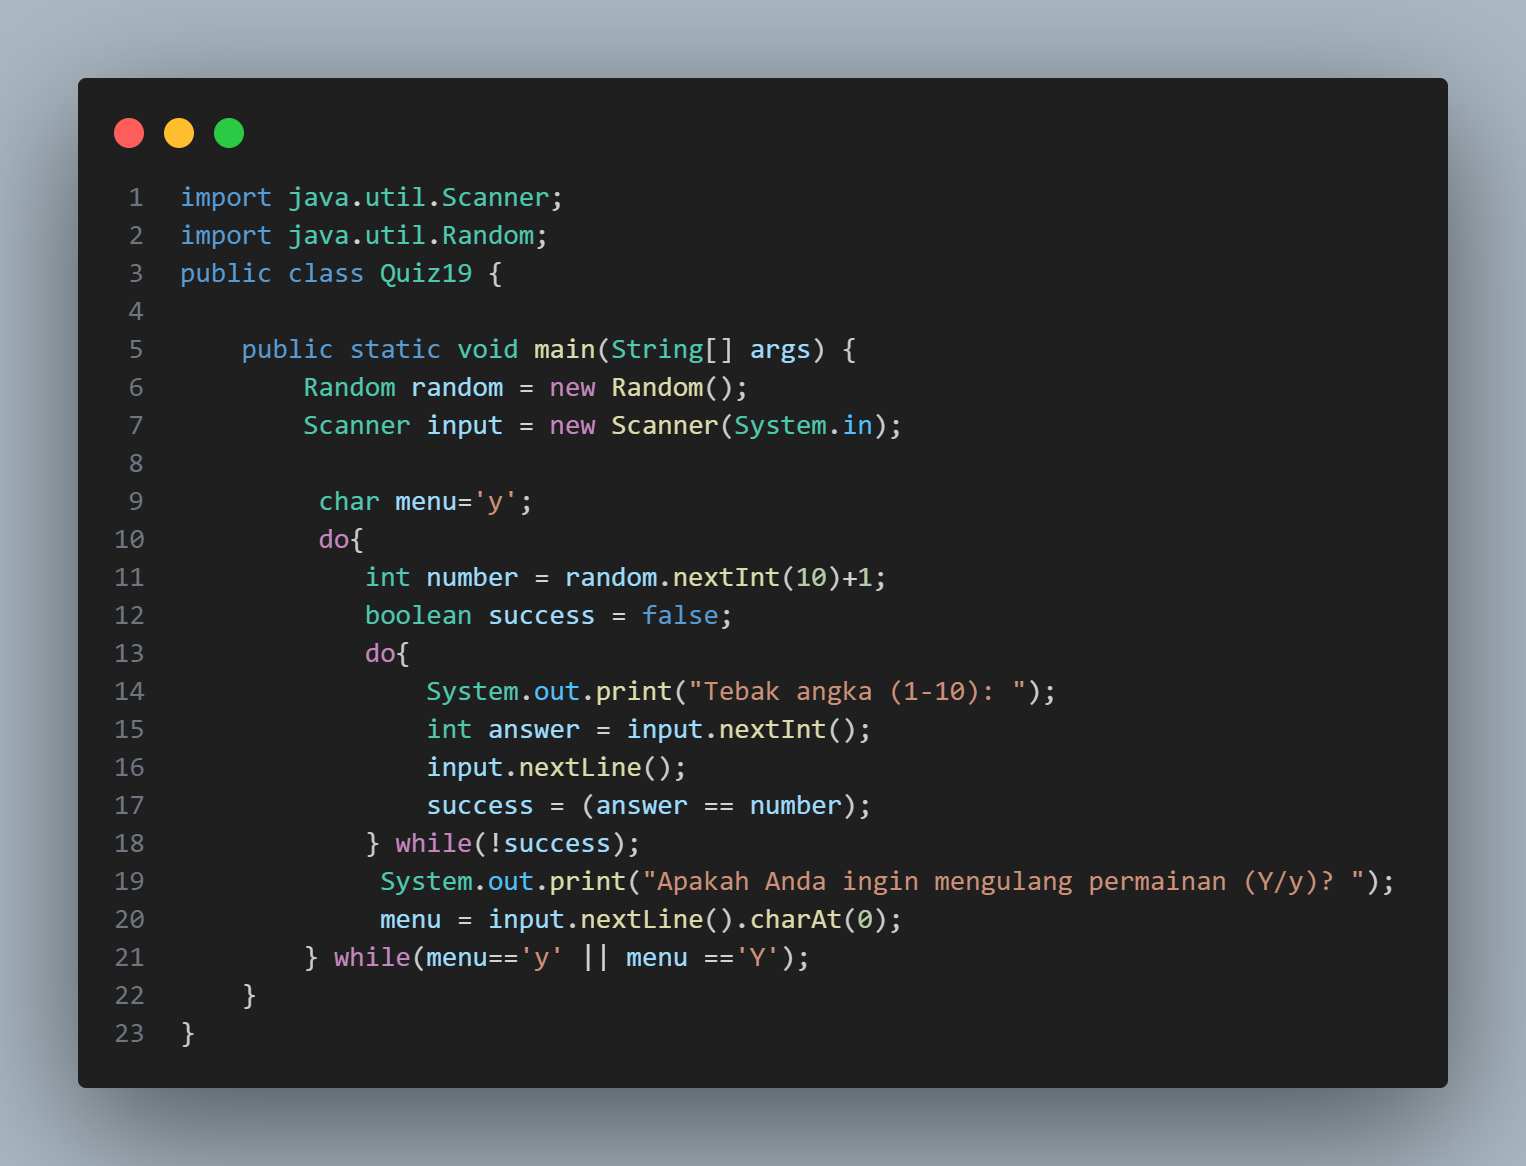 1 import java.util.Scanner;
2 import java.util.Random;
3 public class Quiz19 {
4
5     public static void main(String[] args) {
6         Random random = new Random();
7         Scanner input = new Scanner(System.in);
8
9          char menu='y';
10          do{
11             int number = random.nextInt(10)+1;
12             boolean success = false;
13             do{
14                 System.out.print("Tebak angka (1-10): ");
15                 int answer = input.nextInt();
16                 input.nextLine();
17                 success = (answer == number);
18             } while(!success);
19              System.out.print("Apakah Anda ingin mengulang permainan (Y/y)? ");
20              menu = input.nextLine().charAt(0);
21         } while(menu=='y' || menu =='Y');
22     }
23 }